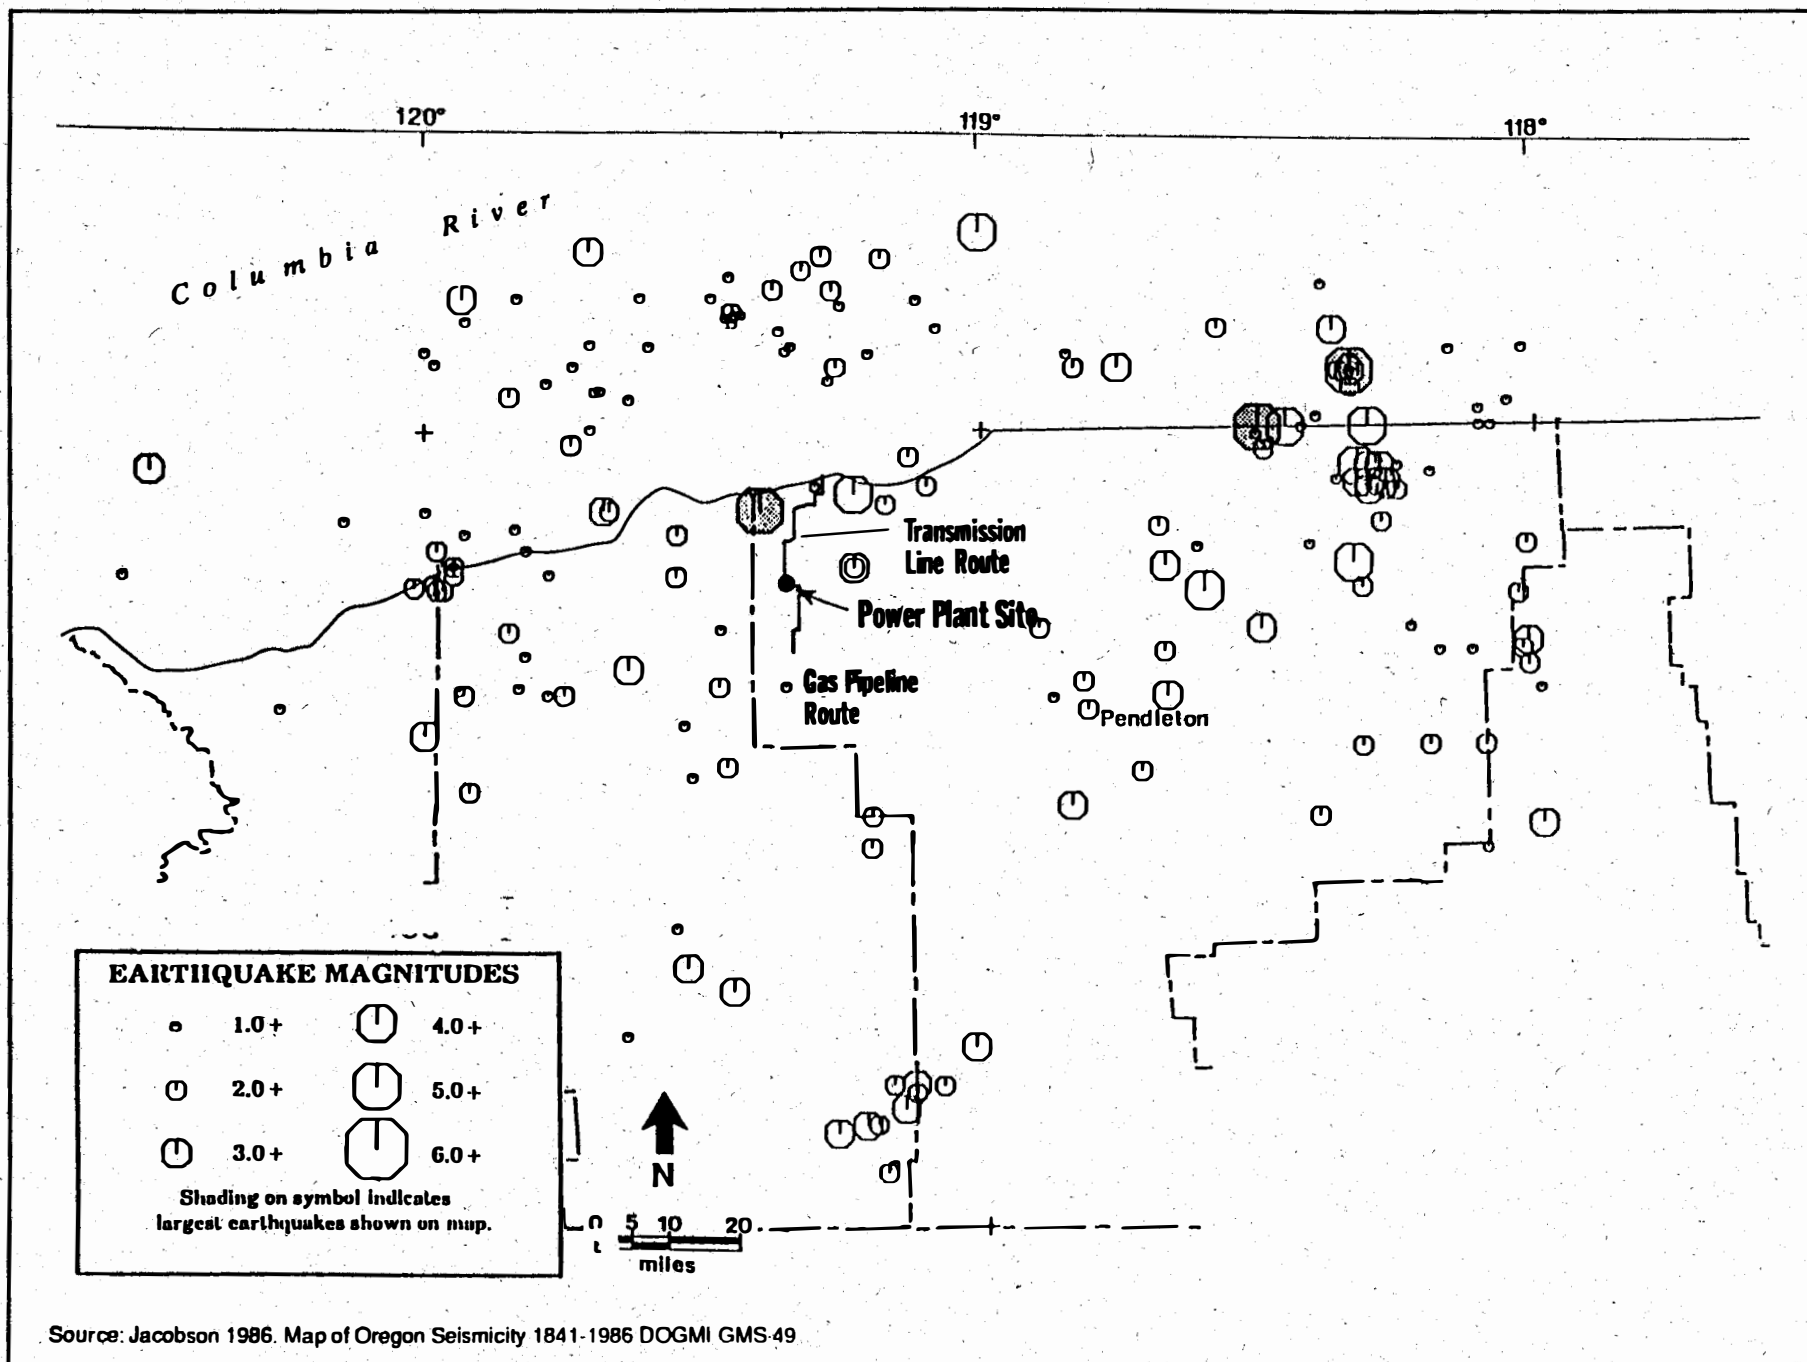 120°
119°
118°
Columbia River
Transmission
Line Route
Power Plant Site
Gas Pipeline
Route
Pendleton
EARTHQUAKE MAGNITUDES
1.0+
4.0+
2.0+
5.0+
3.0+
6.0+
Shading on symbol indicates
largest earthquakes shown on map.
N
5 10 20
miles
Source: Jacobson 1986. Map of Oregon Seismicity 1841-1986 DOGMI GMS-49